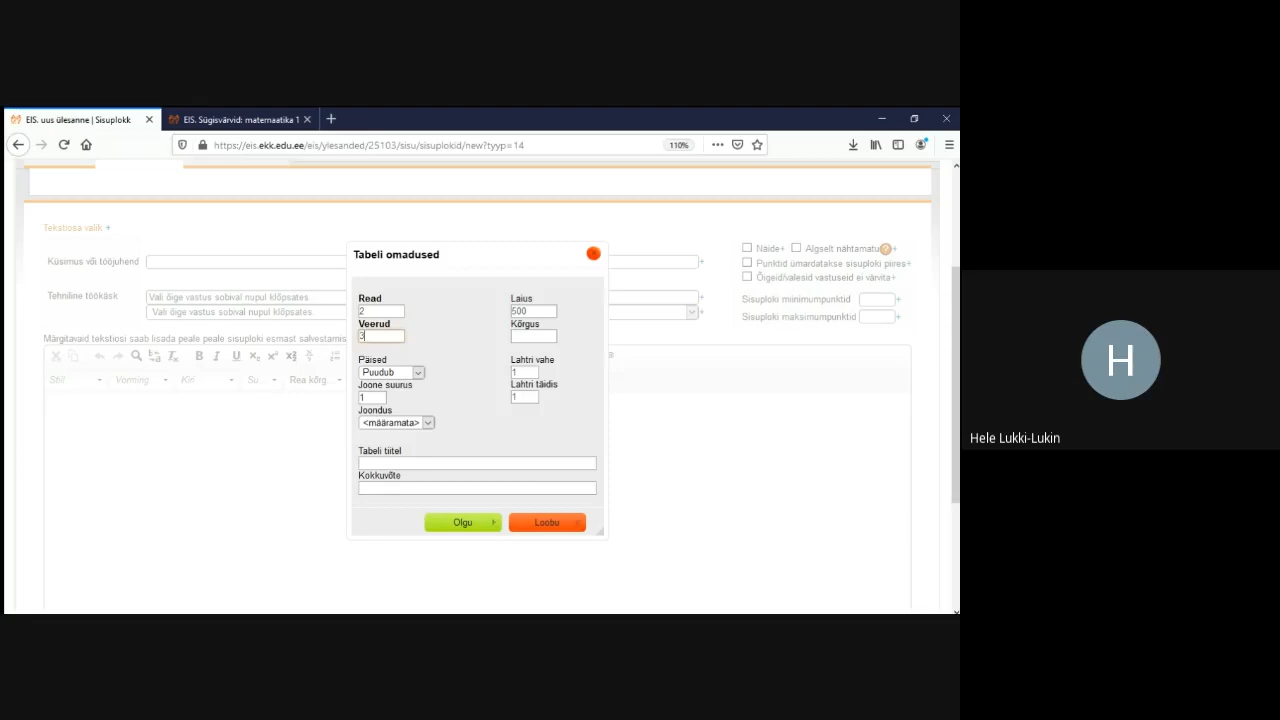 EIS. uus ülesanne | Sisuplokk
EIS. Sügisvärvid: matemaatika 1
https://eis.ekk.edu.ee/eis/ylesanded/25103/sisu/sisuplokid/new?tyyp=14
110%
Tekstiosa valik +
Küsimus või tööjuhend
Näide+
Algselt nähtamatu ? +
Punktid ümardatakse sisuploki piires+
Õigeid/valesid vastuseid ei värvita+
Tehniline töökäsk
Vali õige vastus sobival nupul klõpsates.
Vali õige vastus sobival nupul klõpsates.
Sisuploki minimumpunktid +
Sisuploki maksimumpunktid +
Märgitavaid tekstiosi saab lisada peale peale sisuploki esmast salvestamis
B I U
Stiil
Vorming
Kiri
Su...
Rea kõrg...
Tabeli omadused
Read
2
Laius
500
Veerud
3
Kõrgus
Päised
Puudub
Lahtri vahe
1
Joone suurus
1
Lahtri täidis
1
Joondus
<määramata>
Tabeli tiitel
Kokkuvõte
Olgu
Loobu
H
Hele Lukki-Lukin